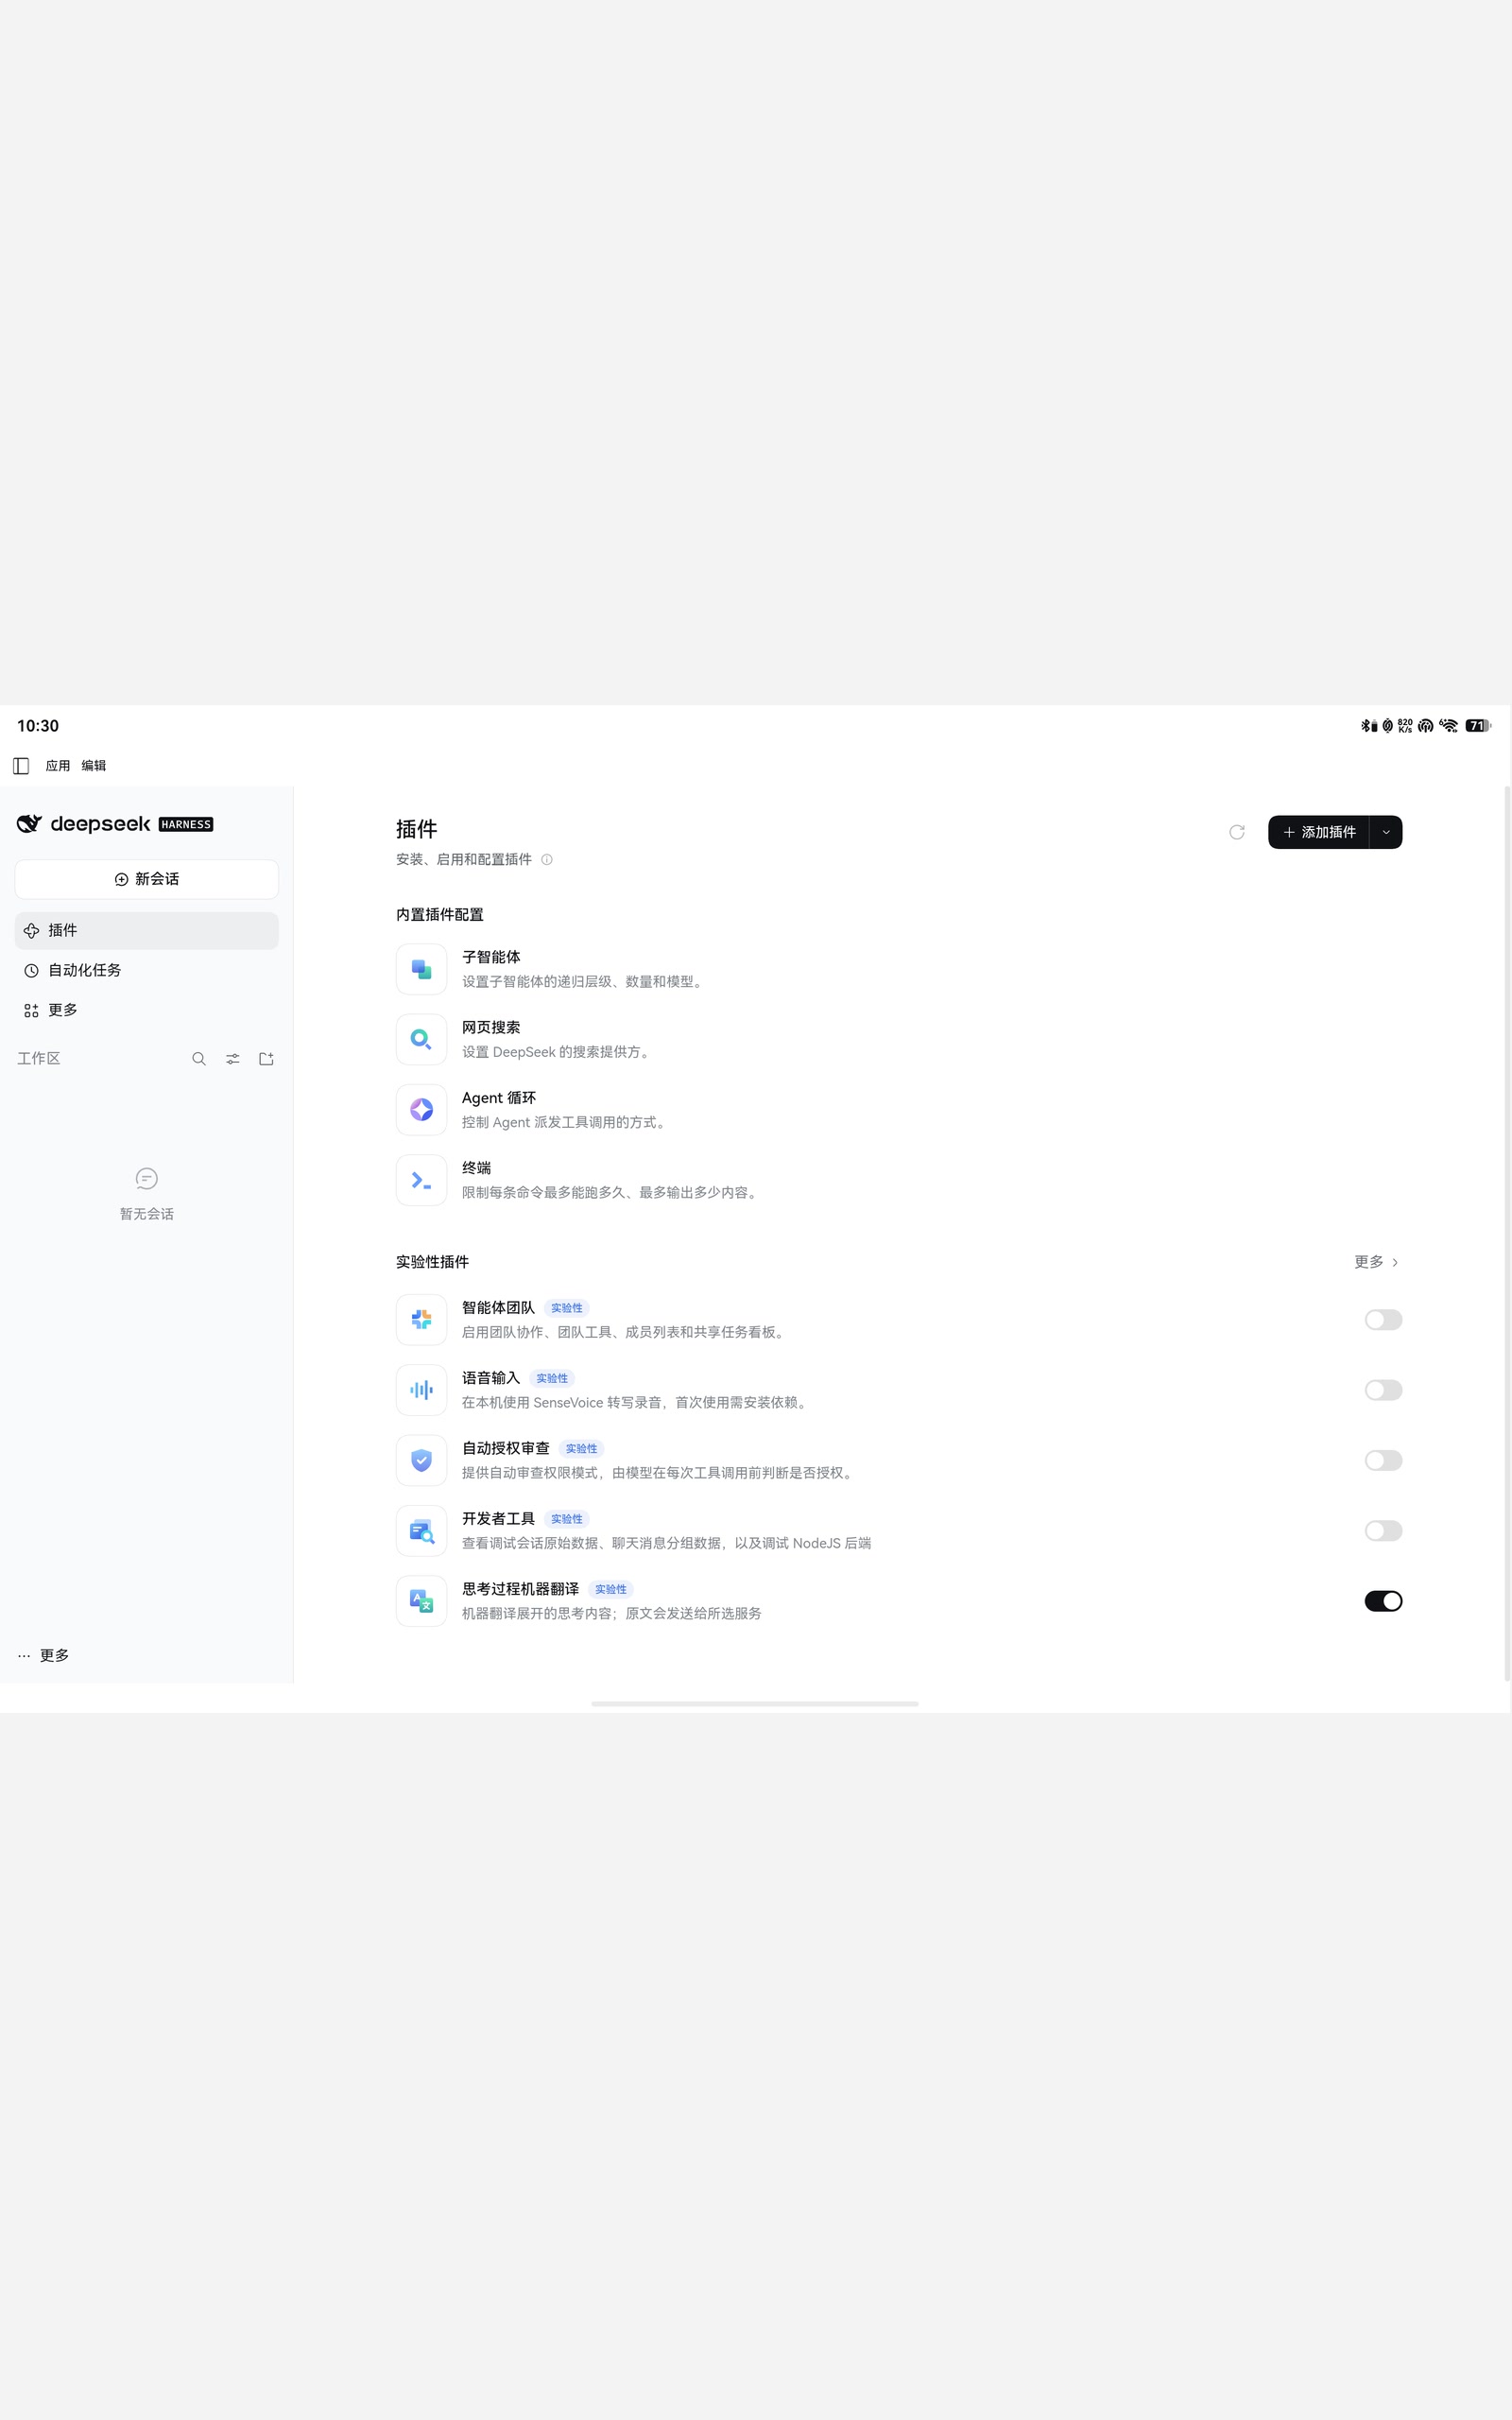 10:30
820
K/s
6
71
应用 编辑
deepseek HARNESS
新会话
插件
自动化任务
更多
工作区
暂无会话
更多
插件
安装、启用和配置插件
添加插件
内置插件配置
子智能体
设置子智能体的递归层级、数量和模型。
网页搜索
设置 DeepSeek 的搜索提供方。
Agent 循环
控制 Agent 派发工具调用的方式。
终端
限制每条命令最多能跑多久、最多输出多少内容。
实验性插件
更多
智能体团队 实验性
启用团队协作、团队工具、成员列表和共享任务看板。
语音输入 实验性
在本机使用 SenseVoice 转写录音，首次使用需安装依赖。
自动授权审查 实验性
提供自动审查权限模式，由模型在每次工具调用前判断是否授权。
开发者工具 实验性
查看调试会话原始数据、聊天消息分组数据，以及调试 NodeJS 后端
思考过程机器翻译 实验性
机器翻译展开的思考内容；原文会发送给所选服务